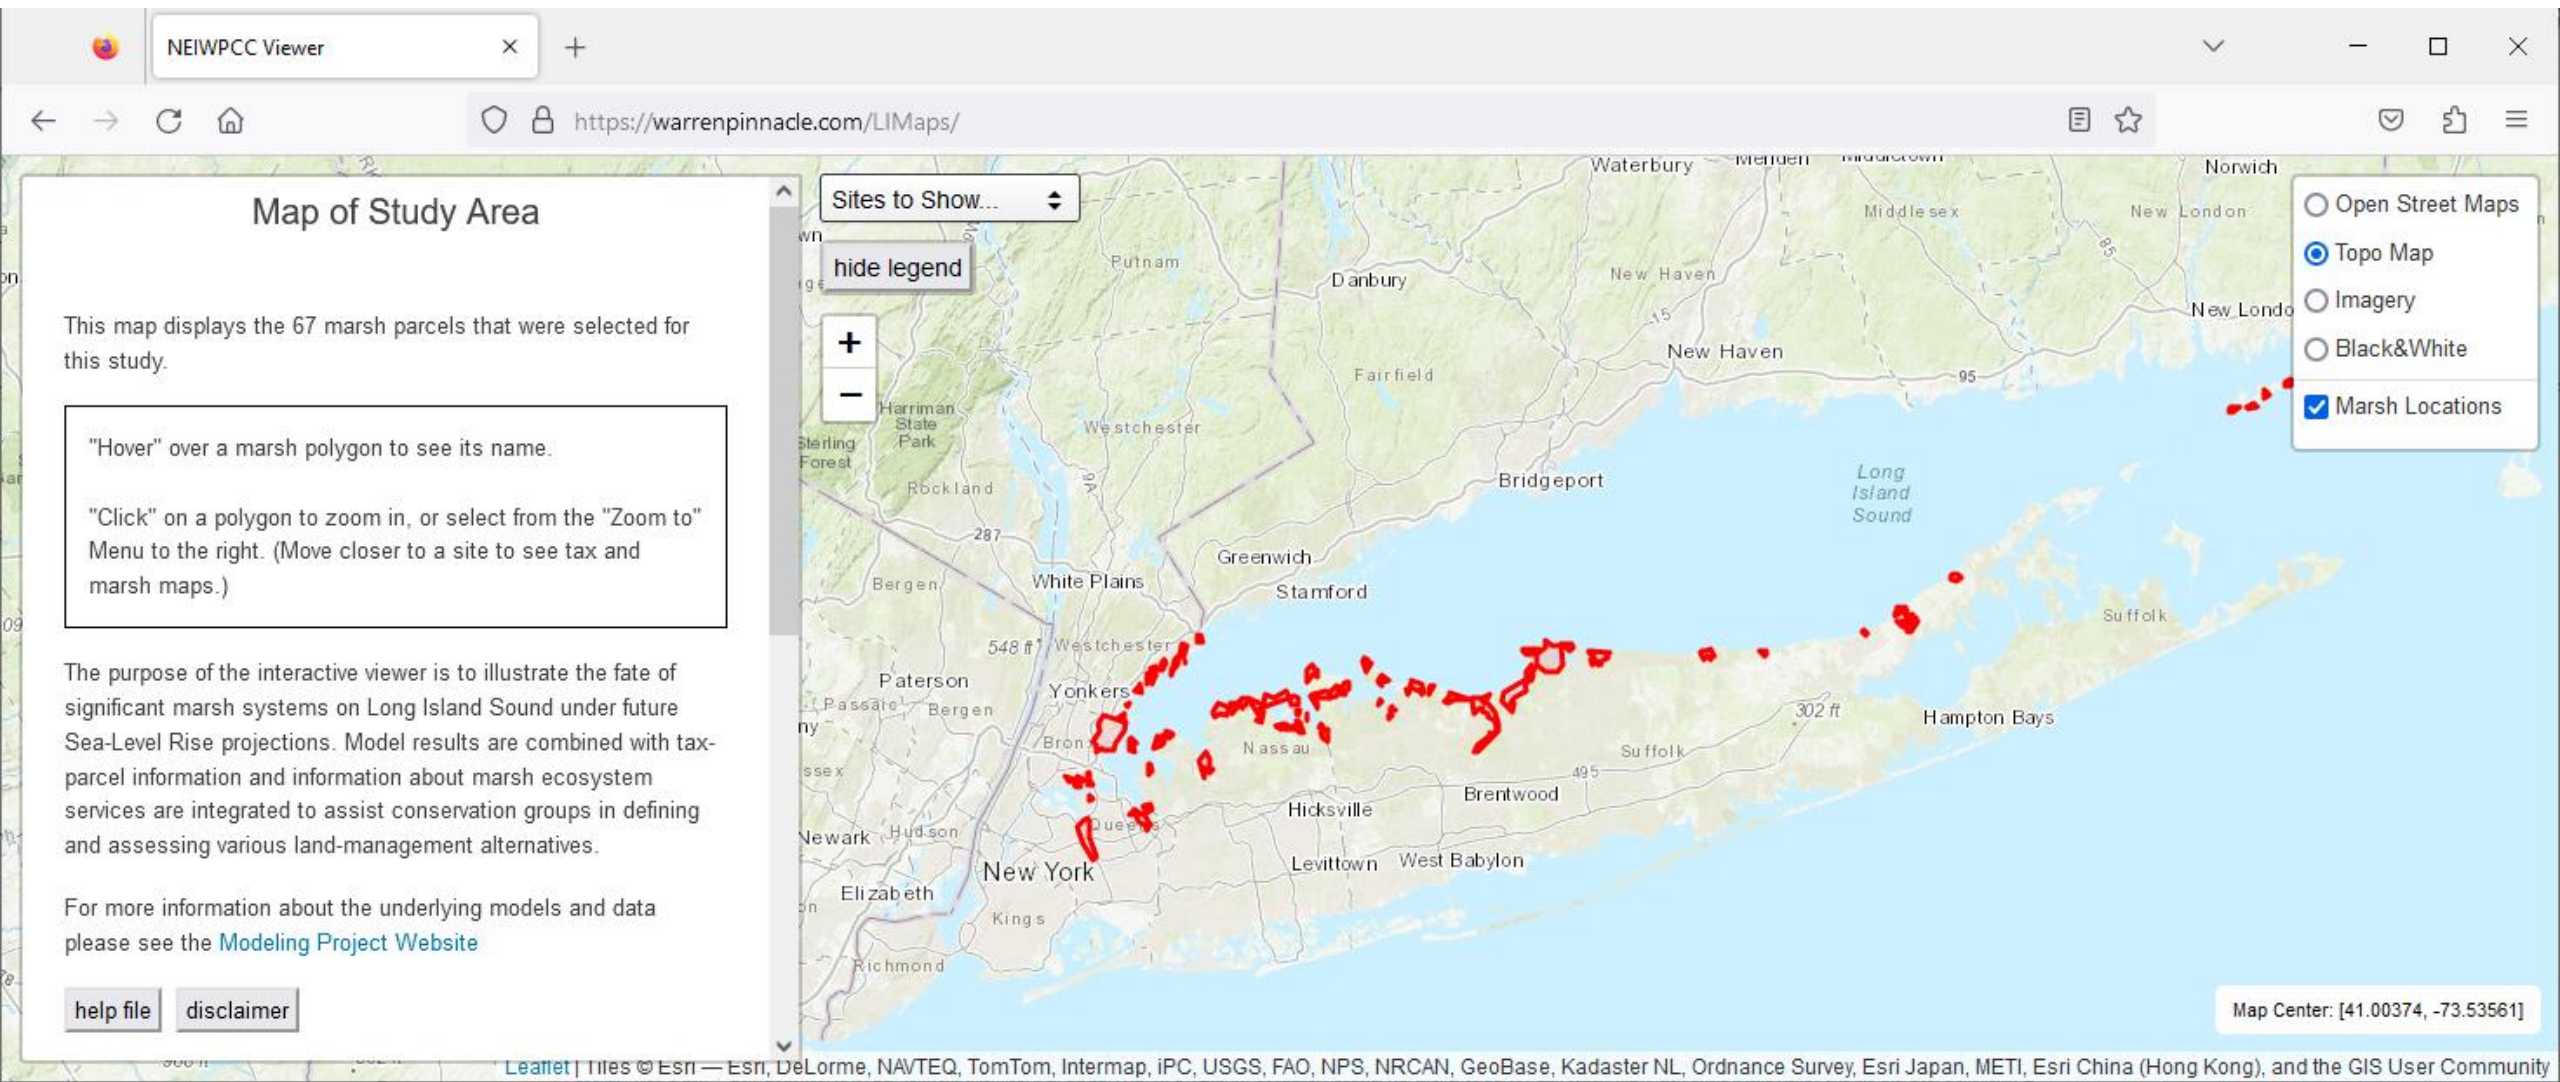 NEIWPCC Viewer
https://warrenpinnacle.com/LIMaps/
Map of Study Area
This map displays the 67 marsh parcels that were selected for
this study.
"Hover" over a marsh polygon to see its name.
"Click" on a polygon to zoom in, or select from the "Zoom to"
Menu to the right. (Move closer to a site to see tax and
marsh maps.)
The purpose of the interactive viewer is to illustrate the fate of
significant marsh systems on Long Island Sound under future
Sea-Level Rise projections. Model results are combined with tax-
parcel information and information about marsh ecosystem
services are integrated to assist conservation groups in defining
and assessing various land-management alternatives.
For more information about the underlying models and data
please see the Modeling Project Website
help file
disclaimer
Sites to Show...
hide legend
+
−
Open Street Maps
Topo Map
Imagery
Black&White
Marsh Locations
Waterbury
Meriden
Middletown
Norwich
Middlesex
New London
Putnam
Danbury
New Haven
85
15
New Londo
New Haven
Fairfield
95
Harriman
State
Park
Westchester
Sterling
Forest
9A
Rockland
Bridgeport
Long
Island
Sound
287
Greenwich
Bergen
White Plains
Stamford
Suffolk
548 ft
Westchester
Paterson
Yonkers
Passaic
Bergen
302 ft
Hampton Bays
Bron
Nassau
Suffolk
495
Brentwood
Hicksville
Queens
Newark
Hudson
New York
Levittown
West Babylon
Elizabeth
Kings
Richmond
Map Center: [41.00374, -73.53561]
Leaflet | Tiles © Esri — Esri, DeLorme, NAVTEQ, TomTom, Intermap, iPC, USGS, FAO, NPS, NRCAN, GeoBase, Kadaster NL, Ordnance Survey, Esri Japan, METI, Esri China (Hong Kong), and the GIS User Community